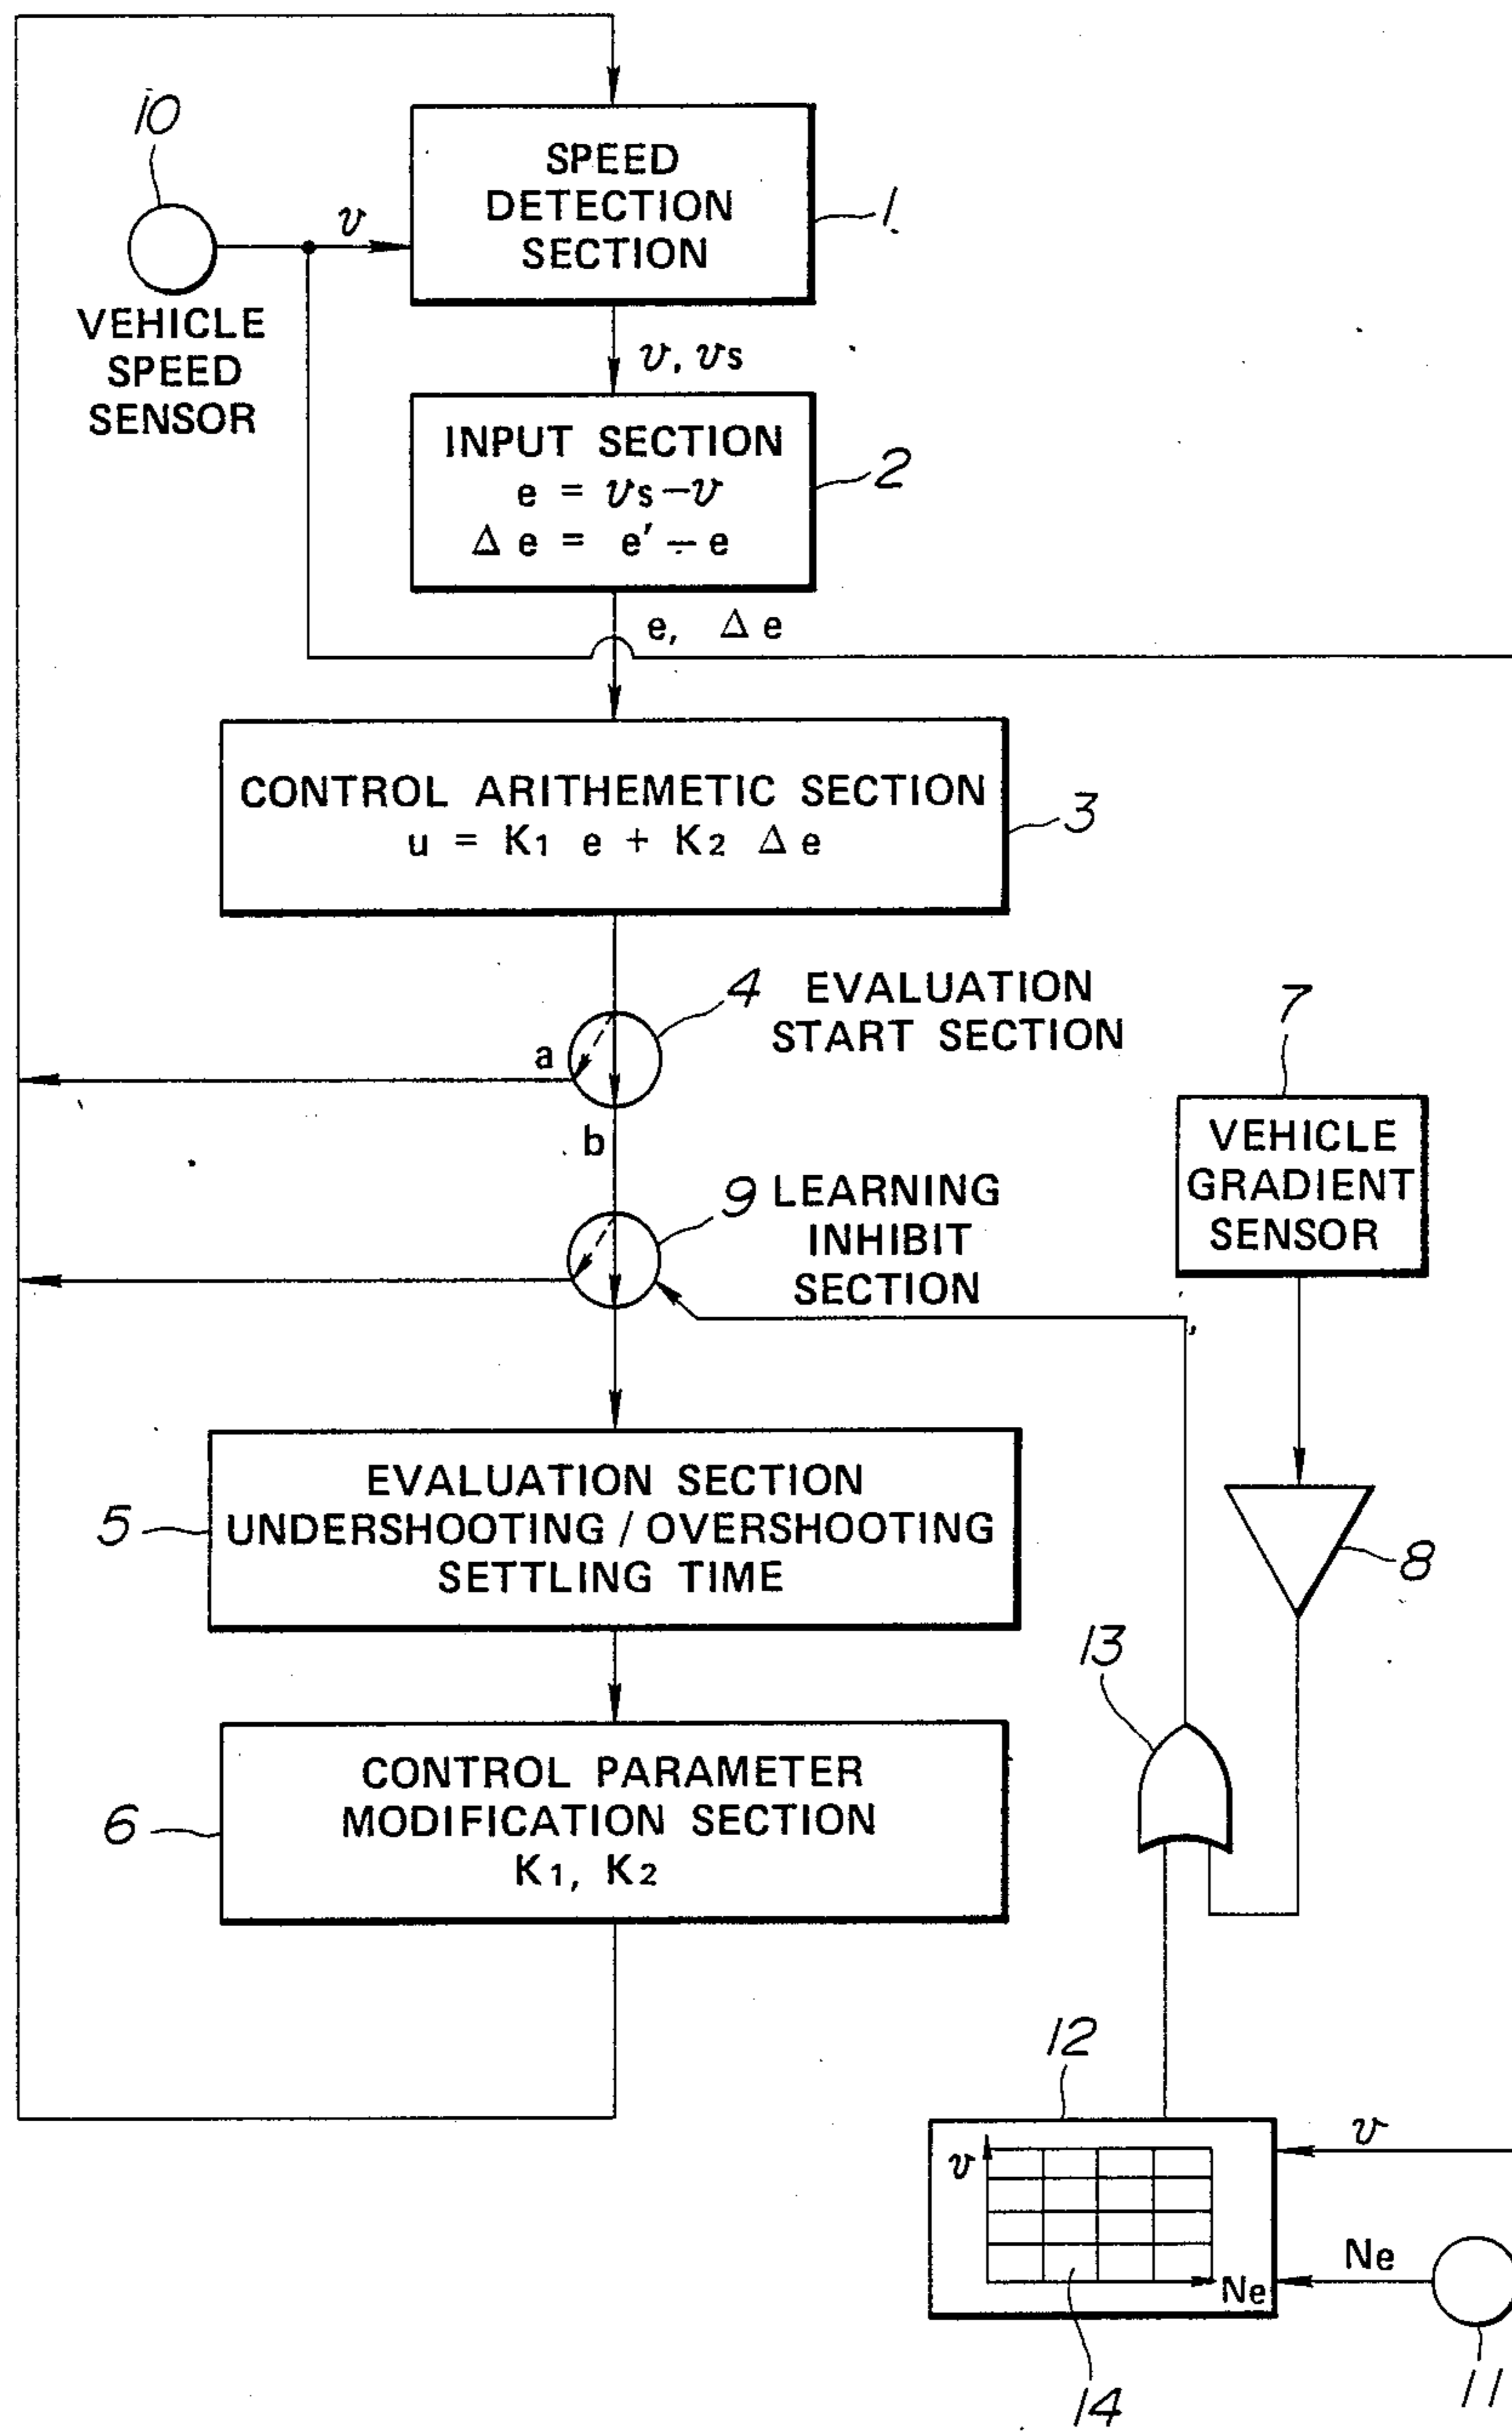 10
SPEED
DETECTION
SECTION
1
v
VEHICLE
SPEED
SENSOR
v, vs
INPUT SECTION
e = vs−v
Δ e = e′ − e
2
e, Δ e
CONTROL ARITHEMETIC SECTION
u = K1 e + K2 Δ e
3
4
EVALUATION
START SECTION
a
b
7
VEHICLE
GRADIENT
SENSOR
9
LEARNING
INHIBIT
SECTION
5
EVALUATION SECTION
UNDERSHOOTING / OVERSHOOTING
SETTLING TIME
8
13
6
CONTROL PARAMETER
MODIFICATION SECTION
K1, K2
12
v
v
Ne
Ne
14
11